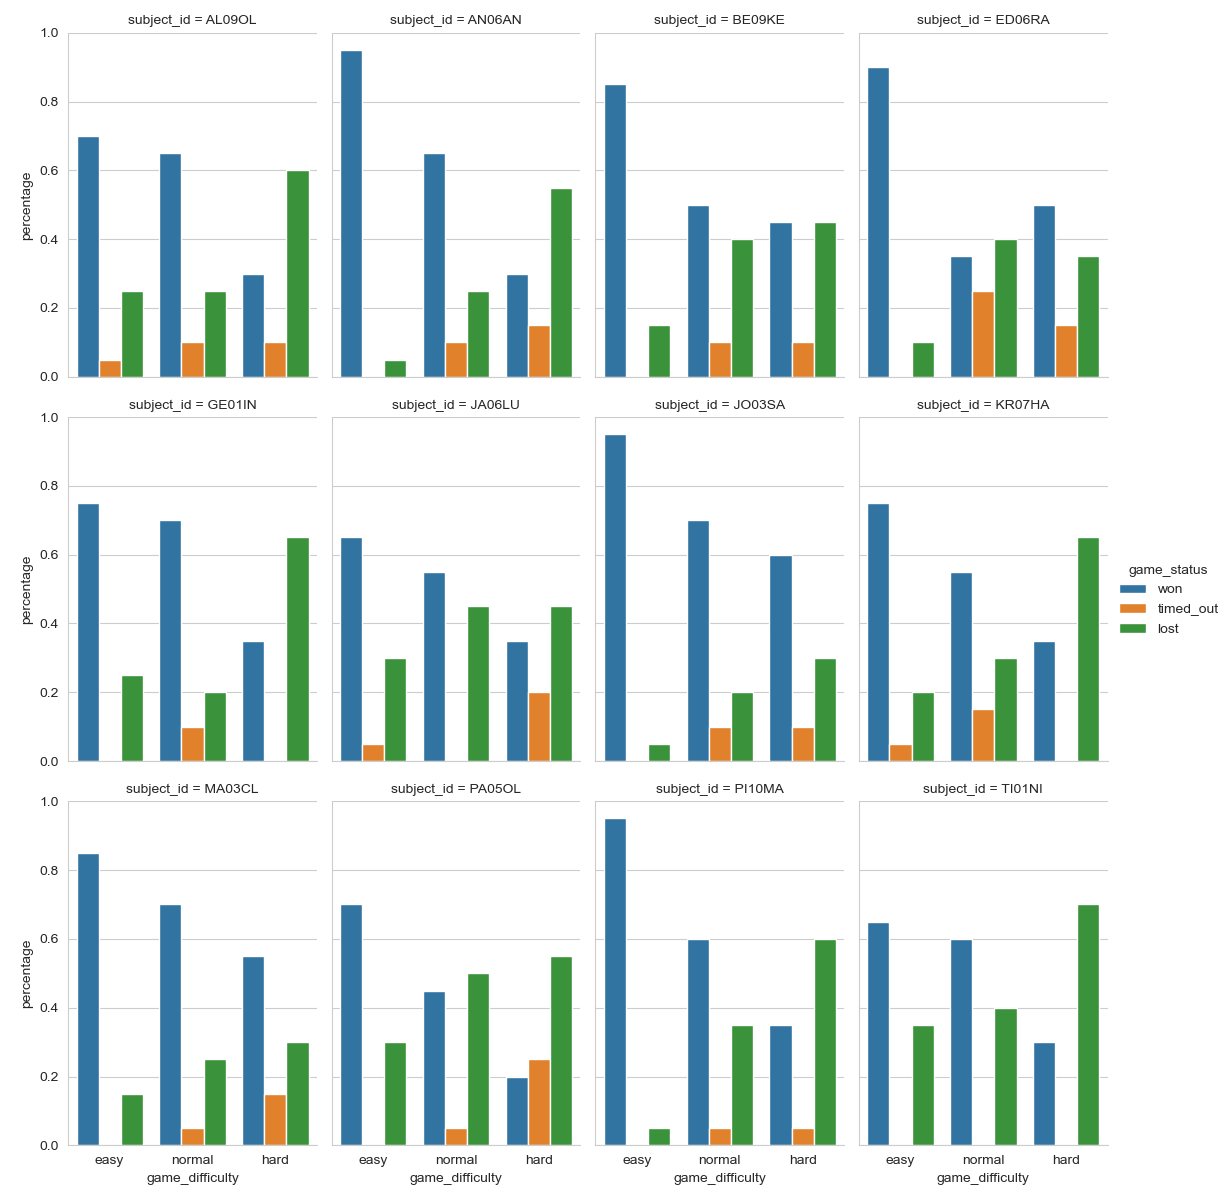 subject_id = AL09OL
subject_id = AN06AN
subject_id = BE09KE
subject_id = ED06RA
1.0
0.8
0.6
0.4
0.2
0.0
percentage
subject_id = GE01IN
subject_id = JA06LU
subject_id = JO03SA
subject_id = KR07HA
1.0
0.8
0.6
0.4
0.2
0.0
percentage
game_status
won
timed_out
lost
subject_id = MA03CL
subject_id = PA05OL
subject_id = PI10MA
subject_id = TI01NI
1.0
0.8
0.6
0.4
0.2
0.0
percentage
easy normal hard
game_difficulty
easy normal hard
game_difficulty
easy normal hard
game_difficulty
easy normal hard
game_difficulty